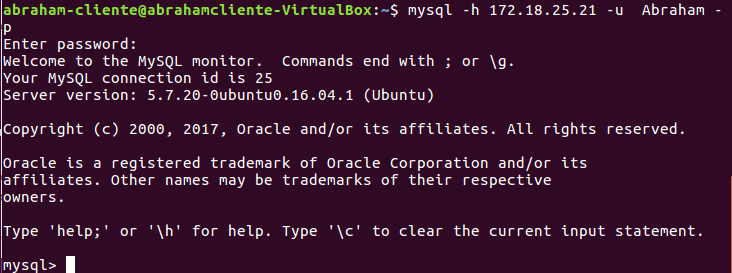 abraham-cliente@abrahamcliente-VirtualBox:~$ mysql -h 172.18.25.21 -u  Abraham -
p
Enter password:
Welcome to the MySQL monitor.  Commands end with ; or \g.
Your MySQL connection id is 25
Server version: 5.7.20-0ubuntu0.16.04.1 (Ubuntu)

Copyright (c) 2000, 2017, Oracle and/or its affiliates. All rights reserved.

Oracle is a registered trademark of Oracle Corporation and/or its
affiliates. Other names may be trademarks of their respective
owners.

Type 'help;' or '\h' for help. Type '\c' to clear the current input statement.

mysql>